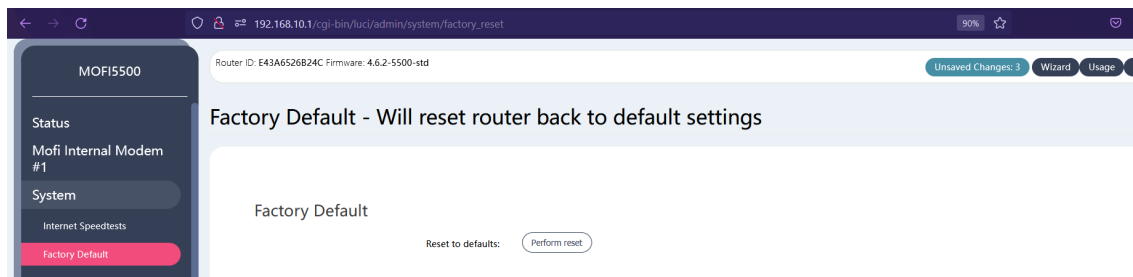 192.168.10.1/cgi-bin/luci/admin/system/factory_reset
90%
MOFI5500
Router ID: E43A6526B24C Firmware: 4.6.2-5500-std
Unsaved Changes: 3
Wizard
Usage
Status
Mofi Internal Modem
#1
System
Internet Speedtests
Factory Default
Factory Default - Will reset router back to default settings
Factory Default
Reset to defaults:
Perform reset